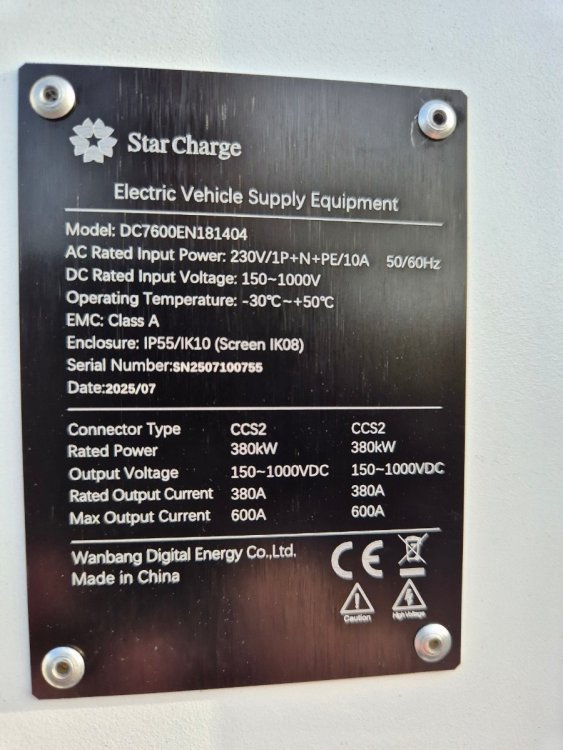 StarCharge
Electric Vehicle Supply Equipment
Model: DC7600EN181404
AC Rated Input Power: 230V/1P+N+PE/10A 50/60Hz
DC Rated Input Voltage: 150~1000V
Operating Temperature: -30℃~+50℃
EMC: Class A
Enclosure: IP55/IK10 (Screen IK08)
Serial Number:SN2507100755
Date:2025/07
Connector Type CCS2 CCS2
Rated Power 380kW 380kW
Output Voltage 150~1000VDC 150~1000VDC
Rated Output Current 380A 380A
Max Output Current 600A 600A
Wanbang Digital Energy Co.,Ltd.
Made in China
CE
Caution High Voltage